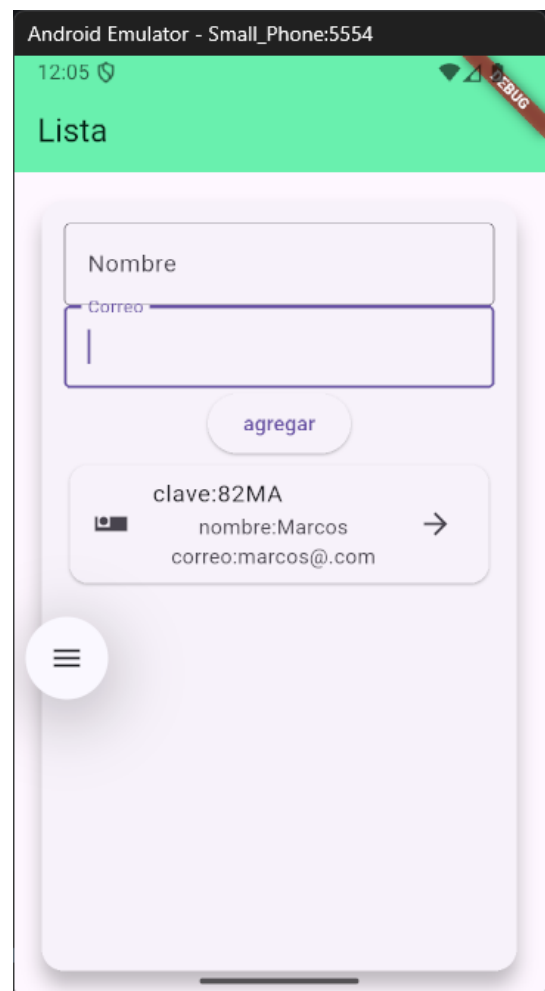 Android Emulator - Small_Phone:5554
12:05
DEBUG
Lista
Nombre
Correo
agregar
clave:82MA
nombre:Marcos
correo:marcos@.com